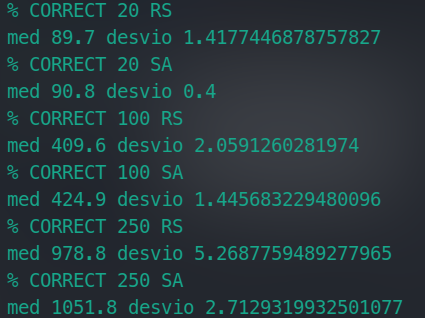 % CORRECT 20 RS
med 89.7 desvio 1.4177446878757827
% CORRECT 20 SA
med 90.8 desvio 0.4
% CORRECT 100 RS
med 409.6 desvio 2.0591260281974
% CORRECT 100 SA
med 424.9 desvio 1.445683229480096
% CORRECT 250 RS
med 978.8 desvio 5.2687759489277965
% CORRECT 250 SA
med 1051.8 desvio 2.7129319932501077